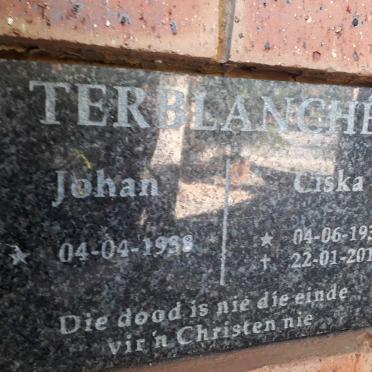 TERBLANCHÉ
Johan
★ 04-04-1938
Ciska
★ 04-06-193
† 22-01-201
Die dood is nie die einde
vir 'n Christen nie